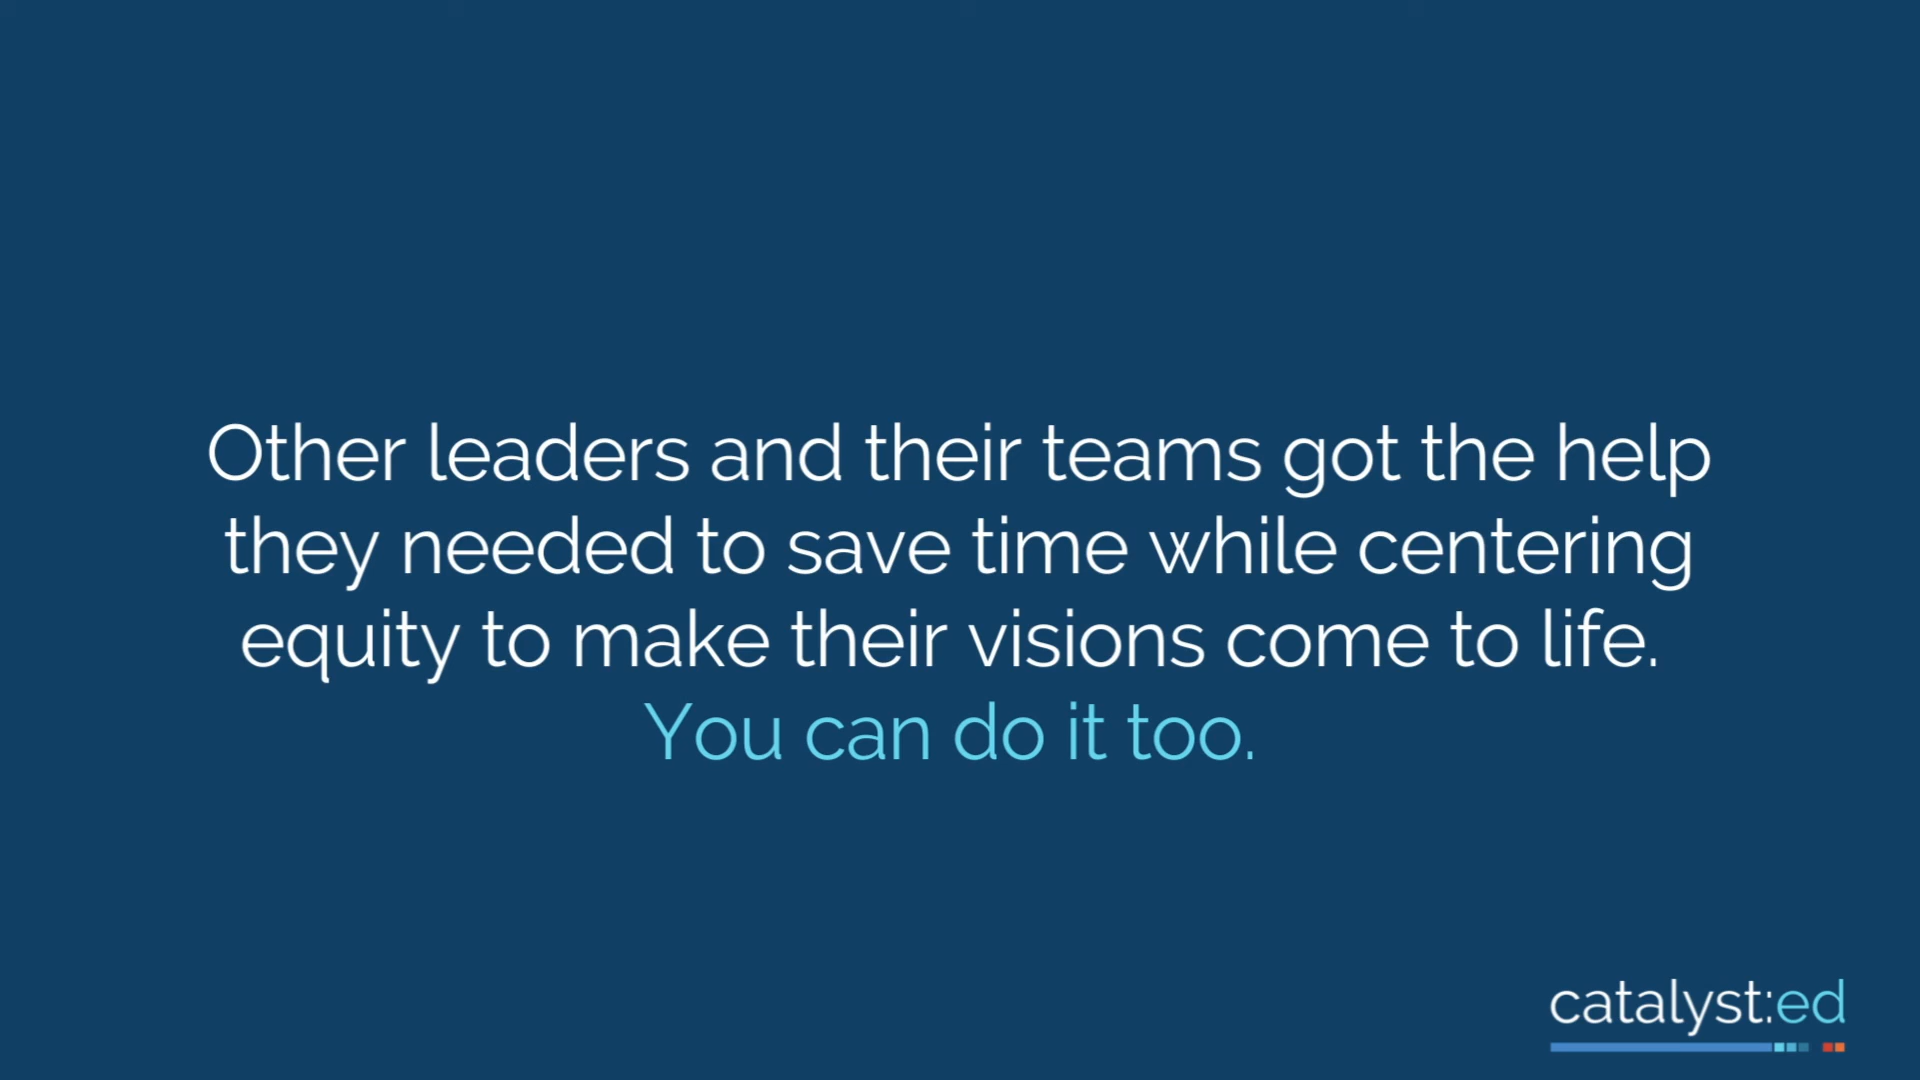 Other leaders and their teams got the help
they needed to save time while centering
equity to make their visions come to life.
You can do it too.
catalyst:ed